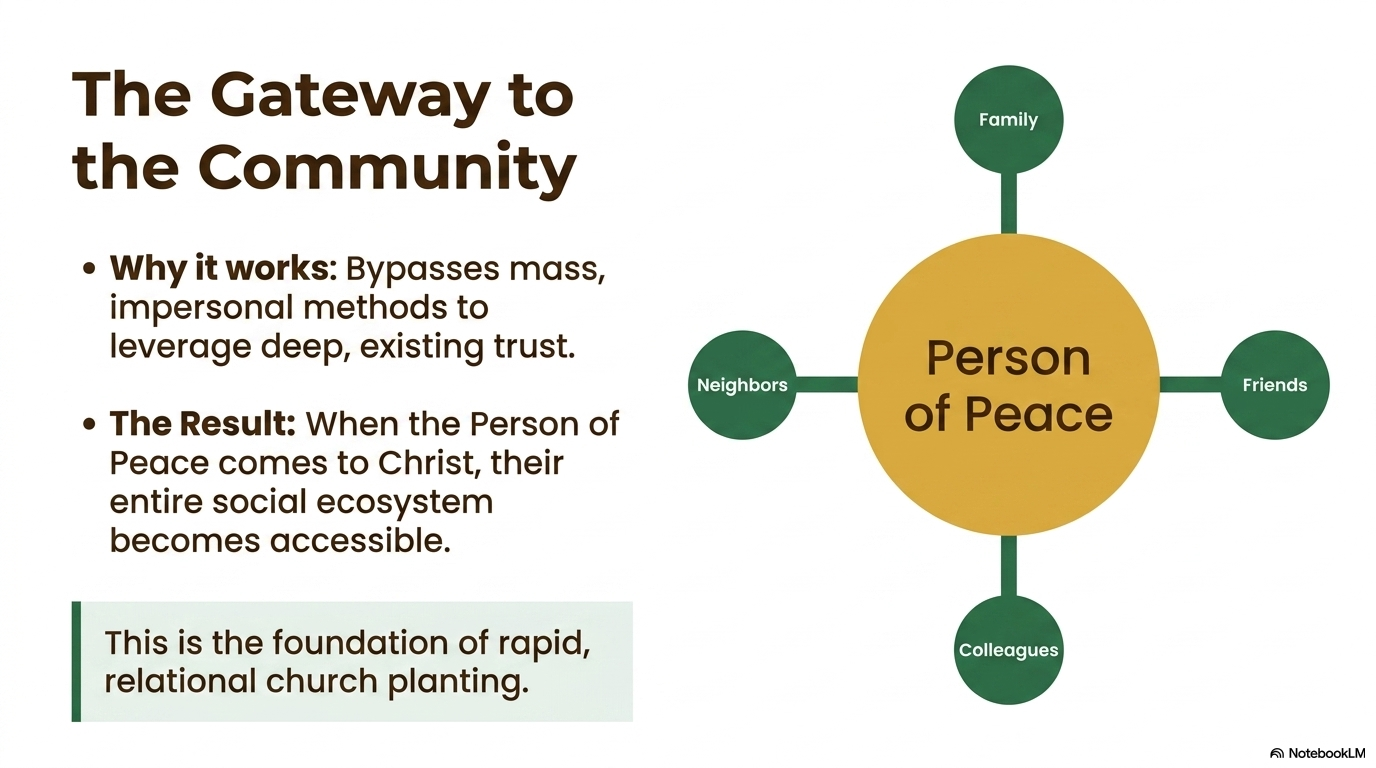 The Gateway to
the Community
• Why it works: Bypasses mass,
impersonal methods to
leverage deep, existing trust.
• The Result: When the Person of
Peace comes to Christ, their
entire social ecosystem
becomes accessible.
This is the foundation of rapid,
relational church planting.
Family
Neighbors
Person
of Peace
Friends
Colleagues
NotebookLM